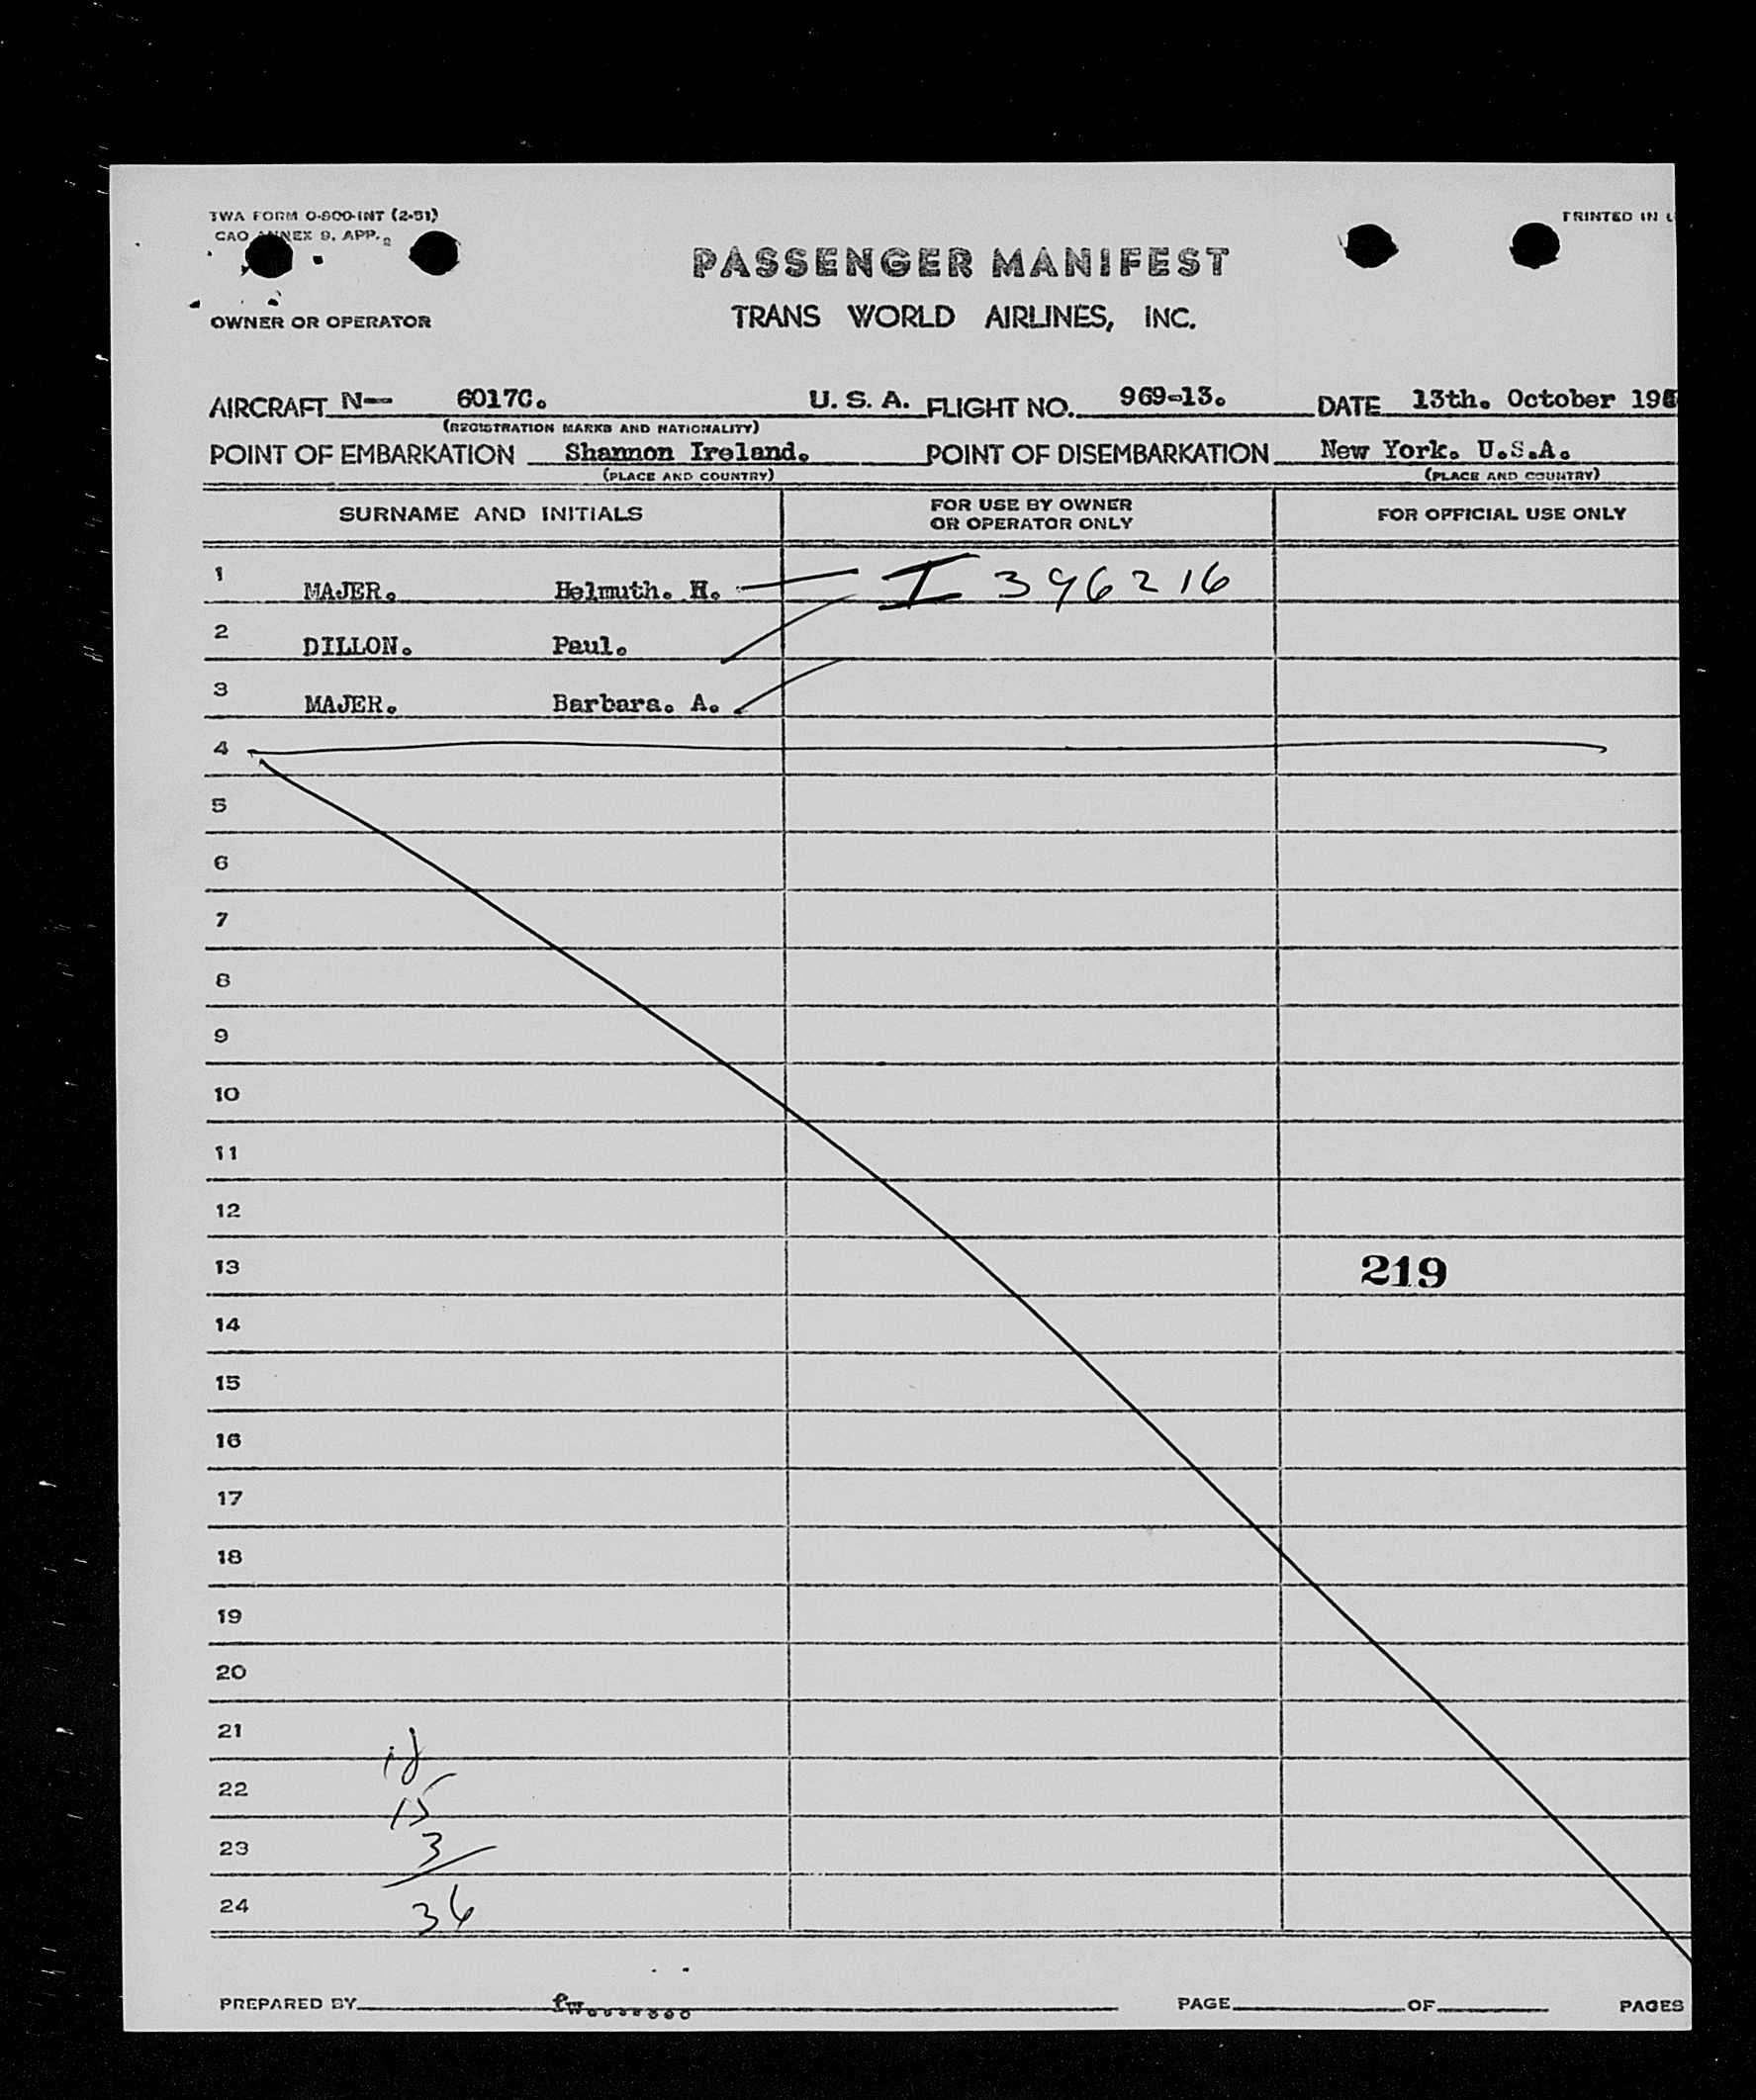 TWA FORM O-800-INT (2-51) PRINTED IN
CAO ANNEX 9, APP. 2
PASSENGER MANIFEST
OWNER OR OPERATOR TRANS WORLD AIRLINES, INC.
AIRCRAFT N— 6017C. U. S. A. FLIGHT NO. 969-13. DATE 13th. October 195
(REGISTRATION MARKS AND NATIONALITY)
POINT OF EMBARKATION Shannon Ireland. POINT OF DISEMBARKATION New York. U.S.A.
(PLACE AND COUNTRY) (PLACE AND COUNTRY)
SURNAME AND INITIALS FOR USE BY OWNER OR OPERATOR ONLY FOR OFFICIAL USE ONLY
1 MAJER. Helmuth. H. I 396216
2 DILLON. Paul.
3 MAJER. Barbara. A.
4
5
6
7
8
9
10
11
12
13 219
14
15
16
17
18
19
20
21
22 15
23 3
24 36
PREPARED BY PAGE OF PAGES